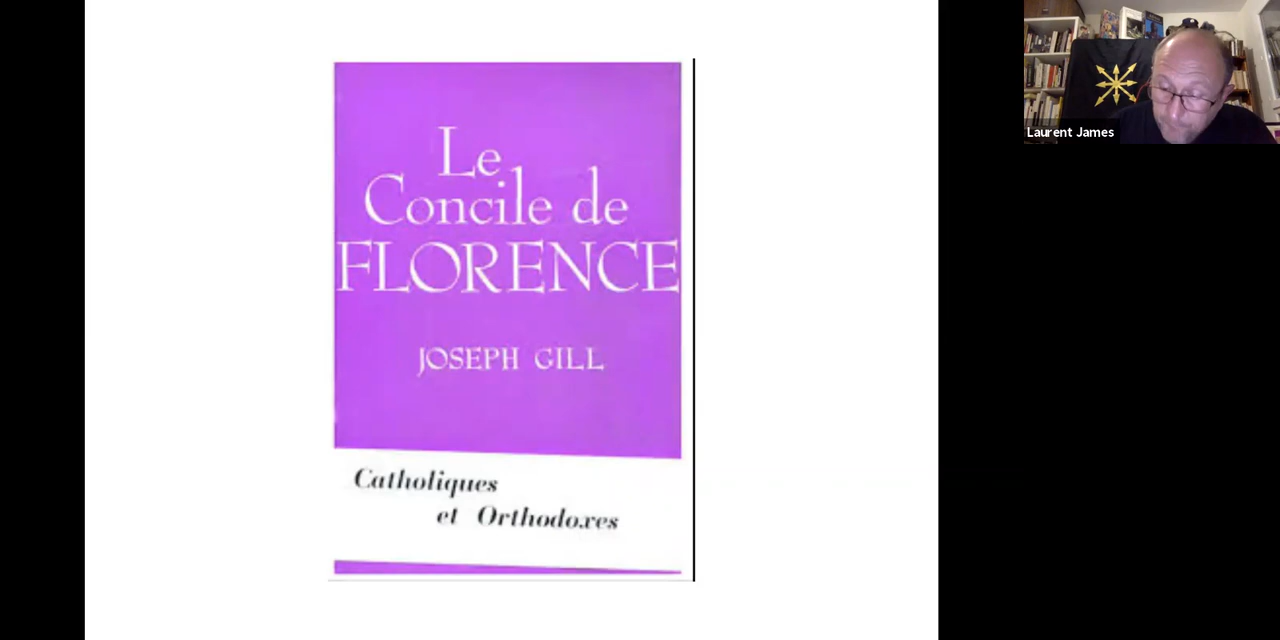 Le
Concile de
FLORENCE
JOSEPH GILL
Catholiques
et Orthodoxes
Laurent James